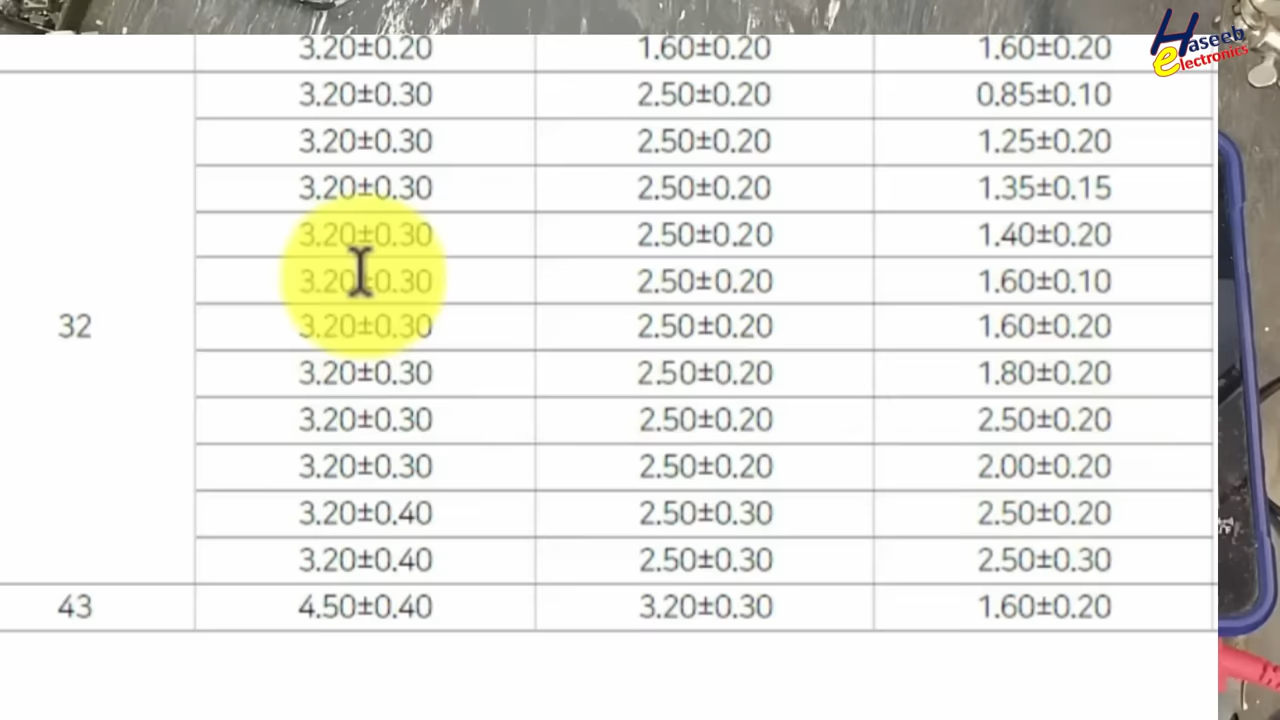 Haseeb
electronics
3.20±0.20 1.60±0.20 1.60±0.20
3.20±0.30 2.50±0.20 0.85±0.10
3.20±0.30 2.50±0.20 1.25±0.20
3.20±0.30 2.50±0.20 1.35±0.15
3.20±0.30 2.50±0.20 1.40±0.20
3.20±0.30 2.50±0.20 1.60±0.10
32 3.20±0.30 2.50±0.20 1.60±0.20
3.20±0.30 2.50±0.20 1.80±0.20
3.20±0.30 2.50±0.20 2.50±0.20
3.20±0.30 2.50±0.20 2.00±0.20
3.20±0.40 2.50±0.30 2.50±0.20
3.20±0.40 2.50±0.30 2.50±0.30
43 4.50±0.40 3.20±0.30 1.60±0.20